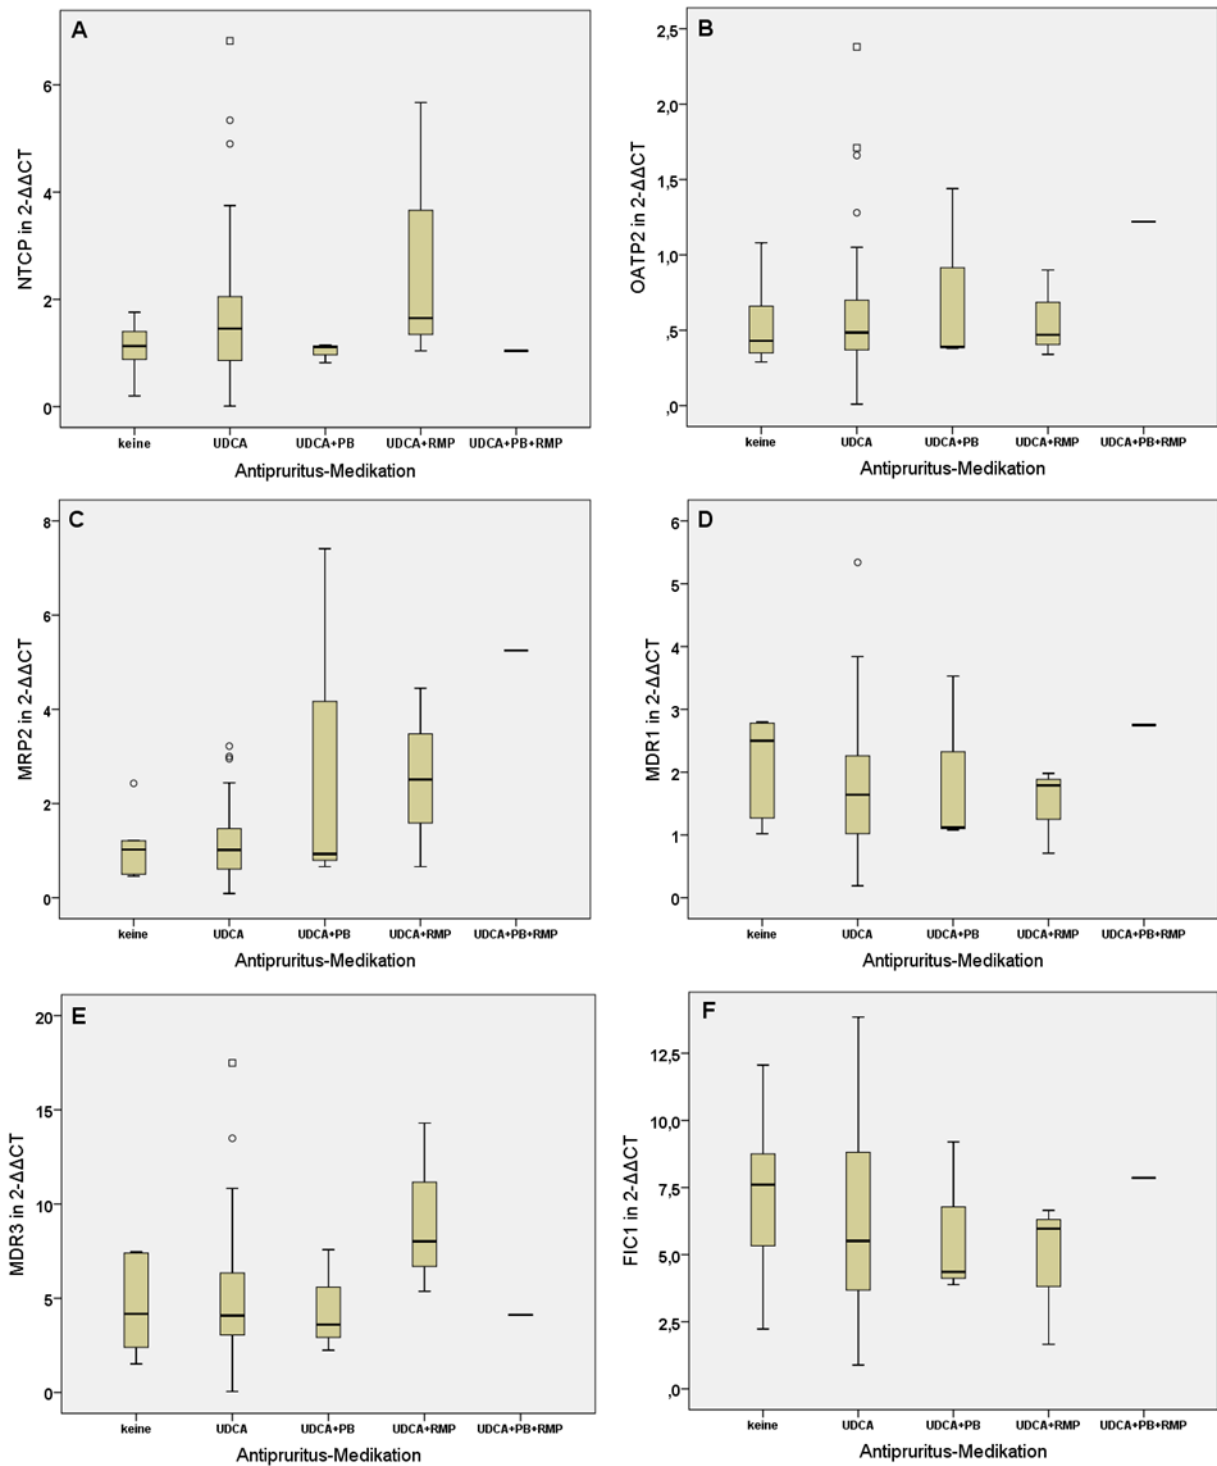 A
NTCP in 2-ΔΔCT
6
4
2
0
keine UDCA UDCA+PB UDCA+RMP UDCA+PB+RMP
Antipruritus-Medikation
B
OATP2 in 2-ΔΔCT
2,5
2,0
1,5
1,0
,5
,0
keine UDCA UDCA+PB UDCA+RMP UDCA+PB+RMP
Antipruritus-Medikation
C
MRP2 in 2-ΔΔCT
8
6
4
2
0
keine UDCA UDCA+PB UDCA+RMP UDCA+PB+RMP
Antipruritus-Medikation
D
MDR1 in 2-ΔΔCT
6
5
4
3
2
1
0
keine UDCA UDCA+PB UDCA+RMP UDCA+PB+RMP
Antipruritus-Medikation
E
MDR3 in 2-ΔΔCT
20
15
10
5
0
keine UDCA UDCA+PB UDCA+RMP UDCA+PB+RMP
Antipruritus-Medikation
F
FIC1 in 2-ΔΔCT
12,5
10,0
7,5
5,0
2,5
,0
keine UDCA UDCA+PB UDCA+RMP UDCA+PB+RMP
Antipruritus-Medikation